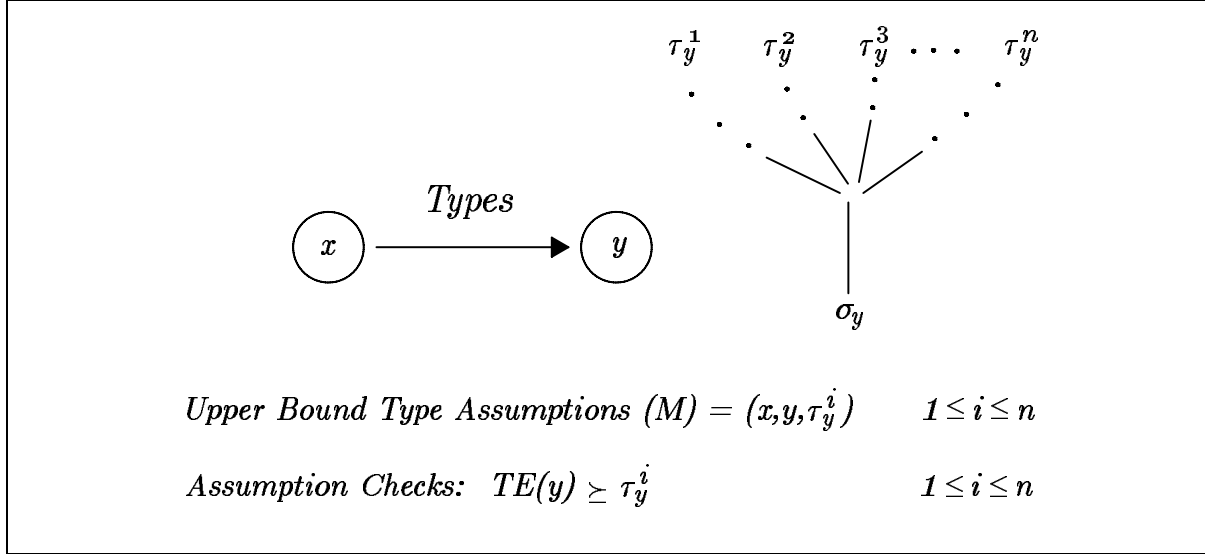 τ_y^1 τ_y^2 τ_y^3 . . . τ_y^n
Types
x y
σ_y
Upper Bound Type Assumptions (M) = (x,y,τ_y^i) 1 ≤ i ≤ n
Assumption Checks: TE(y) ⪰ τ_y^i 1 ≤ i ≤ n